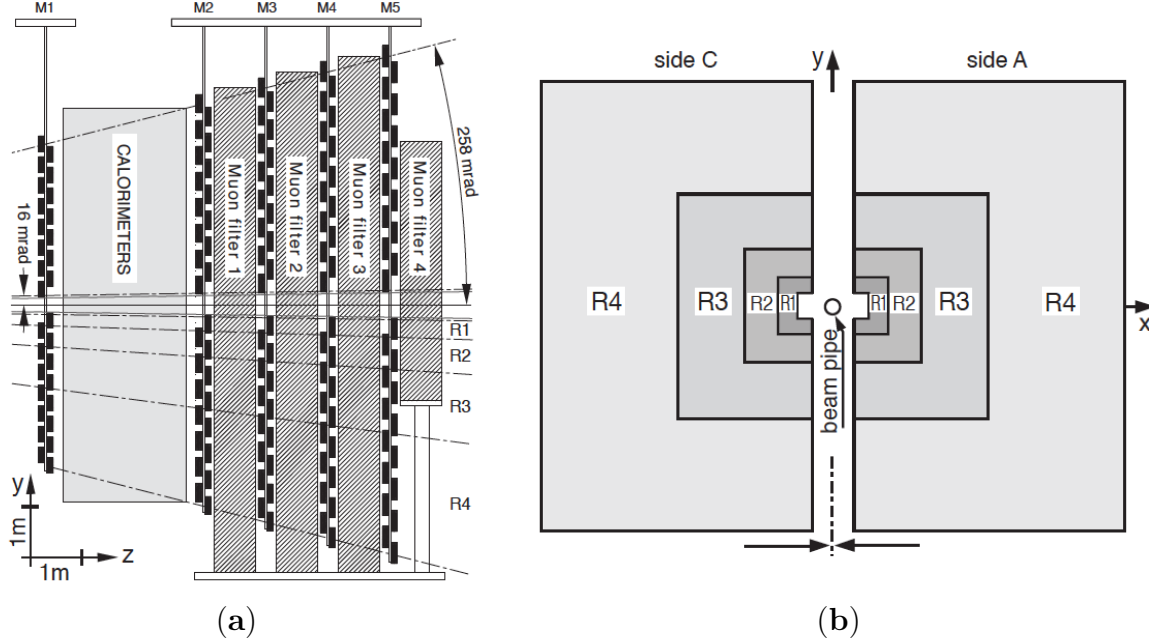 M1 M2 M3 M4 M5
CALORIMETERS
Muon filter 1
Muon filter 2
Muon filter 3
Muon filter 4
258 mrad
16 mrad
R1
R2
R3
R4
y
1m
1m
z
(a)
side C y side A
R4 R3 R2 R1 R1 R2 R3 R4
x
beam pipe
(b)